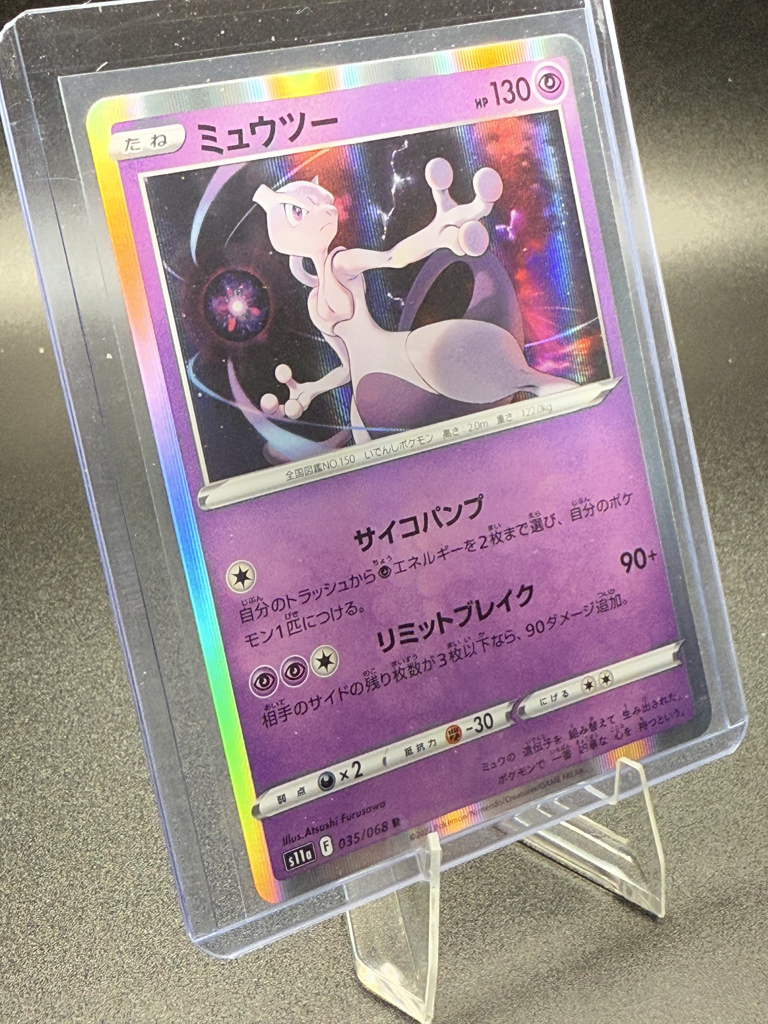 たね ミュウツー HP 130
全国図鑑NO.150 いでんしポケモン 高さ:2.0m 重さ:122.0kg
サイコパンプ
自分のトラッシュからエネルギーを2枚まで選び、自分のポケ
モン1匹につける。
リミットブレイク 90+
相手のサイドの残り枚数が3枚以下なら、90ダメージ追加。
弱点 ×2 抵抗力 -30 にげる
ミュウの 遺伝子を 組み替えて 生み出された。
ポケモンで 一番 凶暴な 心を 持つという。
Illus. Atsushi Furusawa
s11a F 035/068 R
©2022 Pokémon/Nintendo/Creatures/GAME FREAK.